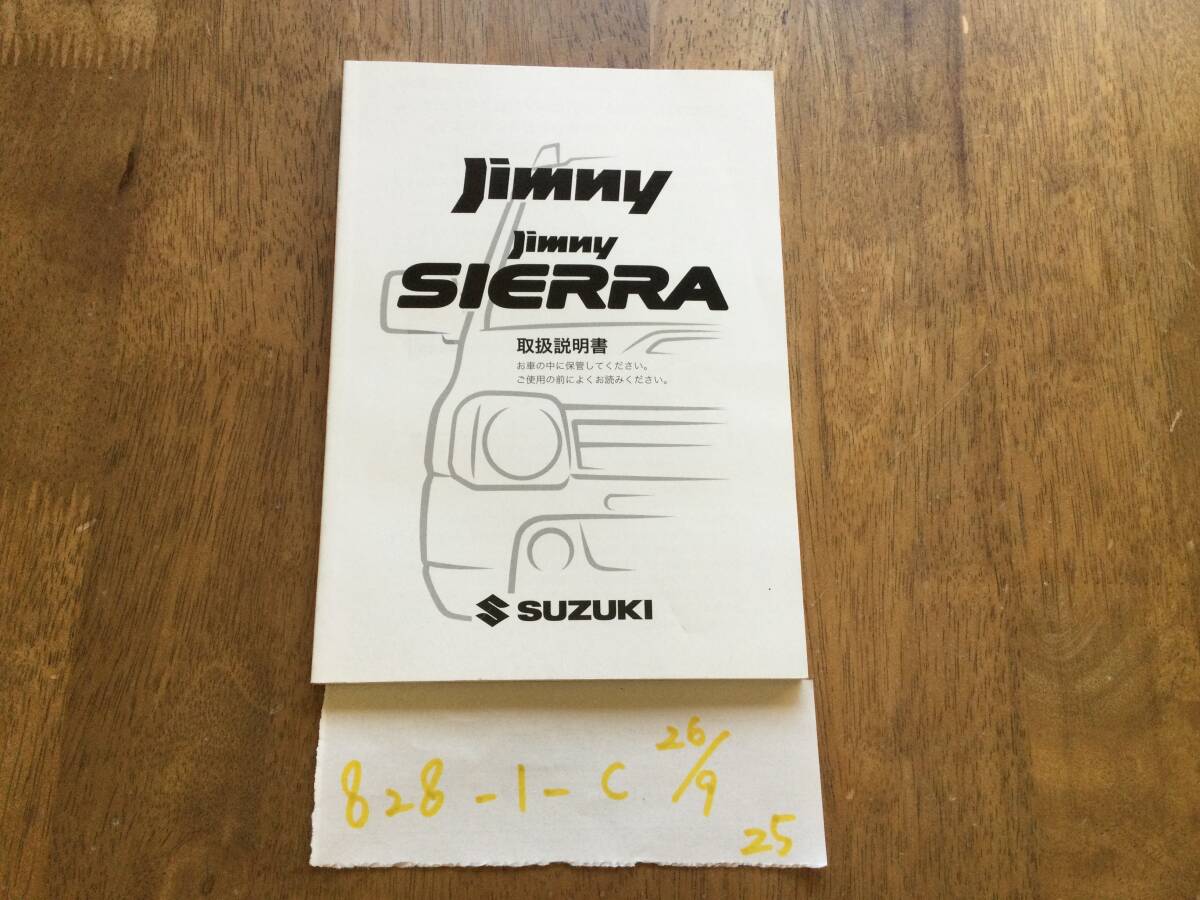 Jimny
Jimny
SIERRA
取扱説明書
お車の中に保管してください。
ご使用の前によくお読みください。
SUZUKI
828-1-C 26/9
25